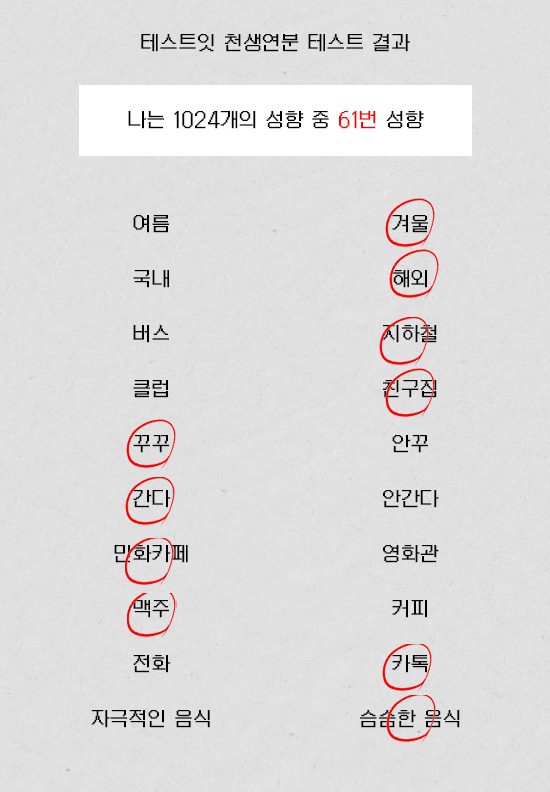 테스트잇 천생연분 테스트 결과
나는 1024개의 성향 중 61번 성향
여름 겨울
국내 해외
버스 지하철
클럽 친구집
꾸꾸 안꾸
간다 안간다
만화카페 영화관
맥주 커피
전화 카톡
자극적인 음식 슴슴한 음식